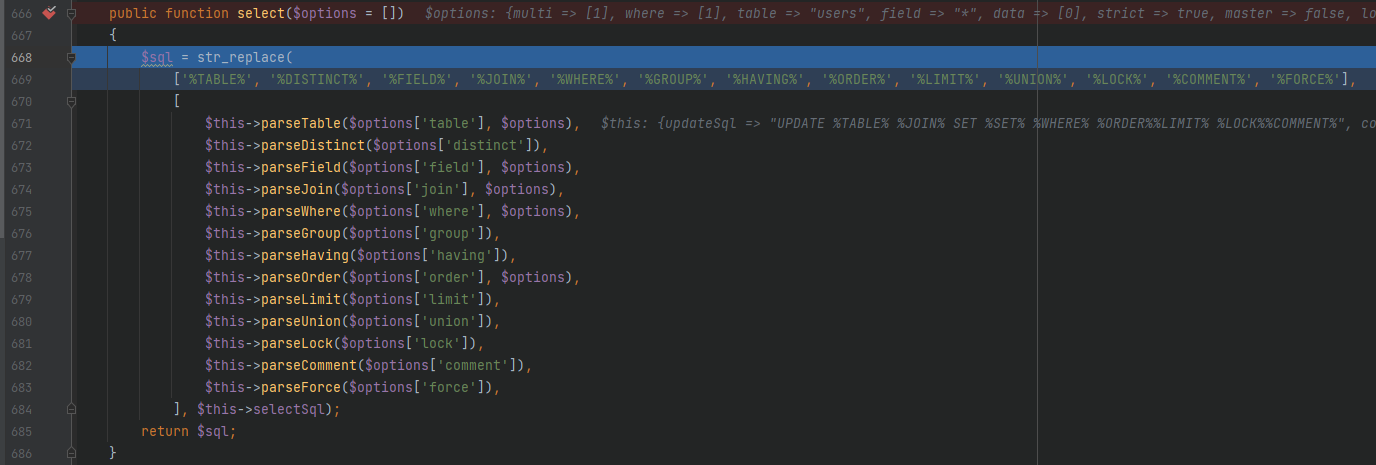 666 public function select($options = []) $options: {multi => [1], where => [1], table => "users", field => "*", data => [0], strict => true, master => false, lo
667 {
668 $sql = str_replace(
669 ['%TABLE%', '%DISTINCT%', '%FIELD%', '%JOIN%', '%WHERE%', '%GROUP%', '%HAVING%', '%ORDER%', '%LIMIT%', '%UNION%', '%LOCK%', '%COMMENT%', '%FORCE%'],
670 [
671 $this->parseTable($options['table'], $options), $this: {updateSql => "UPDATE %TABLE% %JOIN% SET %SET% %WHERE% %ORDER%%LIMIT% %LOCK%%COMMENT%", co
672 $this->parseDistinct($options['distinct']),
673 $this->parseField($options['field'], $options),
674 $this->parseJoin($options['join'], $options),
675 $this->parseWhere($options['where'], $options),
676 $this->parseGroup($options['group']),
677 $this->parseHaving($options['having']),
678 $this->parseOrder($options['order'], $options),
679 $this->parseLimit($options['limit']),
680 $this->parseUnion($options['union']),
681 $this->parseLock($options['lock']),
682 $this->parseComment($options['comment']),
683 $this->parseForce($options['force']),
684 ], $this->selectSql);
685 return $sql;
686 }